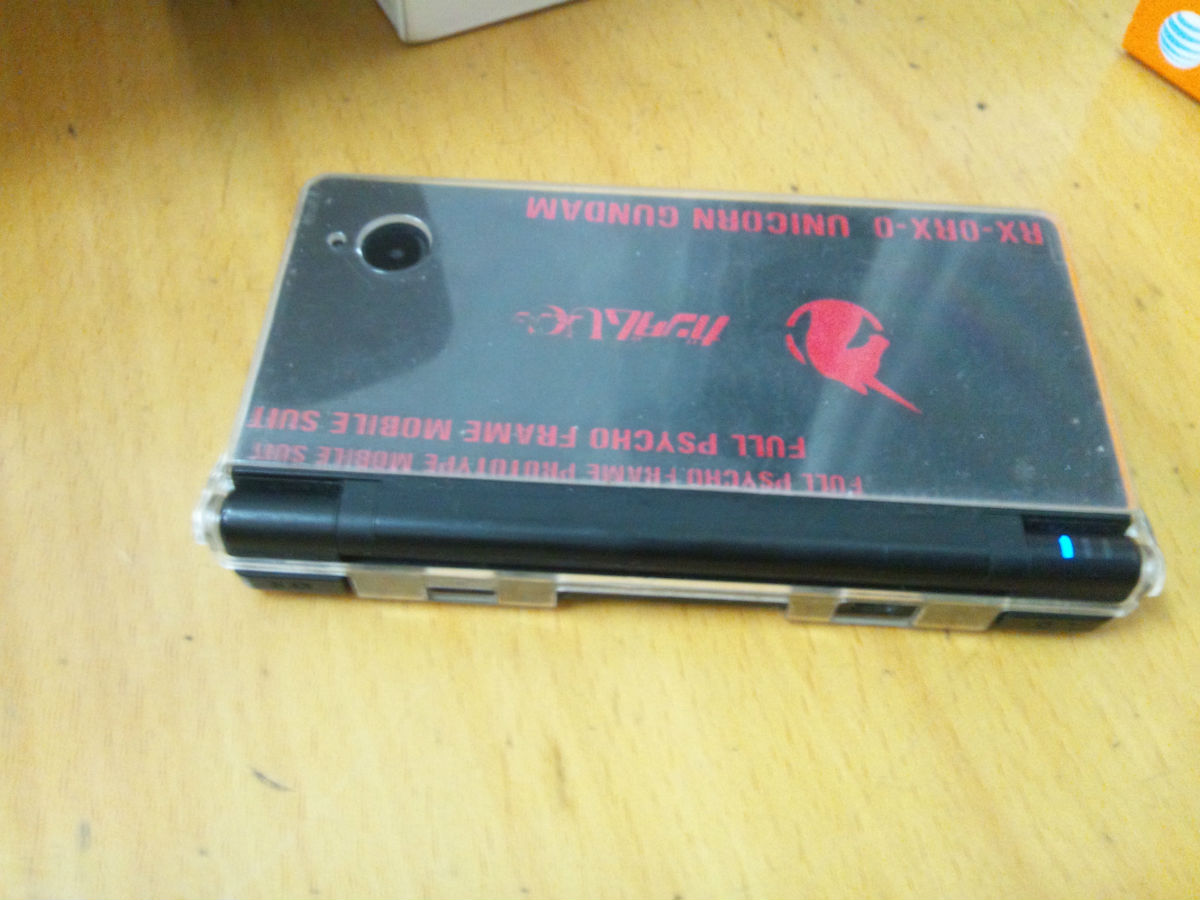 RX-0RX-0 UNICORN GUNDAM
ガンダムUC
FULL PSYCHO FRAME MOBILE SUIT
FULL PSYCHO FRAME PROTOTYPE MOBILE SUIT